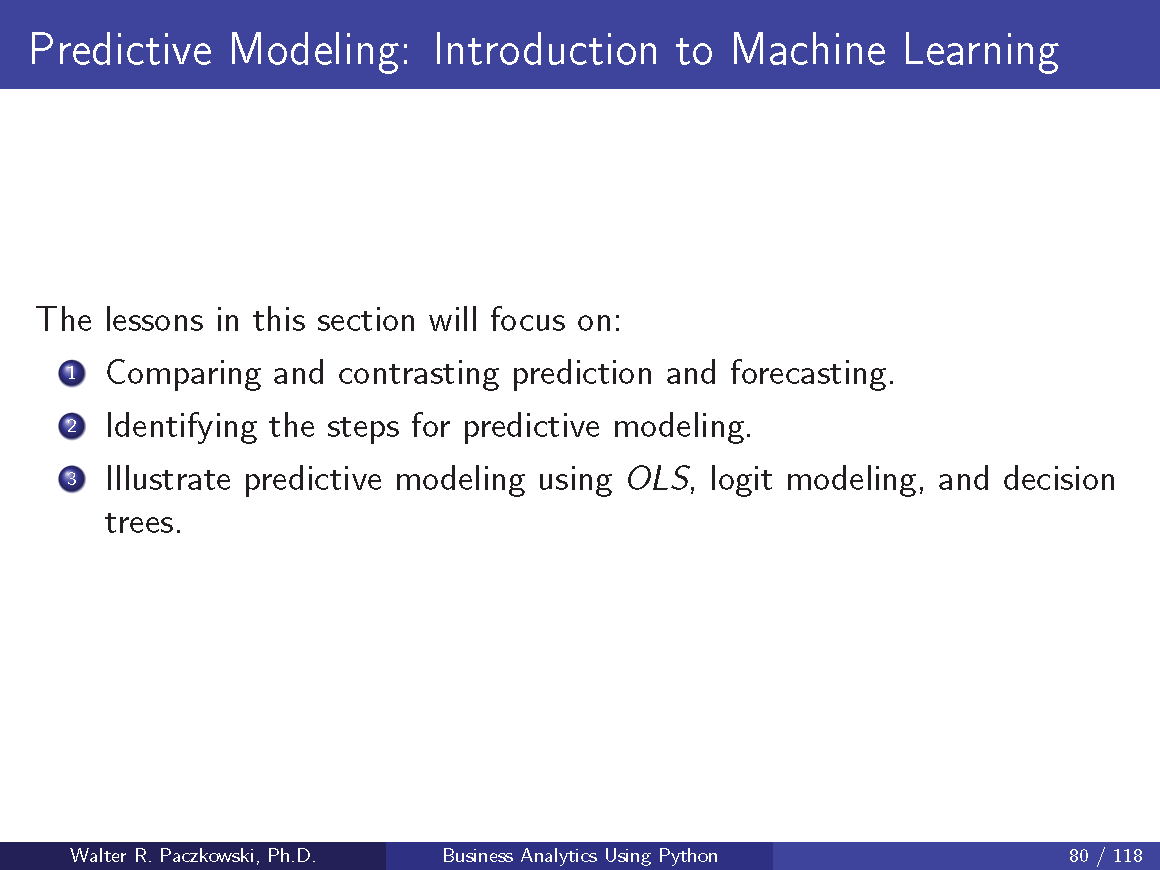 Predictive Modeling: Introduction to Machine Learning
The lessons in this section will focus on:
1 Comparing and contrasting prediction and forecasting.
2 Identifying the steps for predictive modeling.
3 Illustrate predictive modeling using OLS, logit modeling, and decision
trees.
Walter R. Paczkowski, Ph.D. Business Analytics Using Python 80 / 118